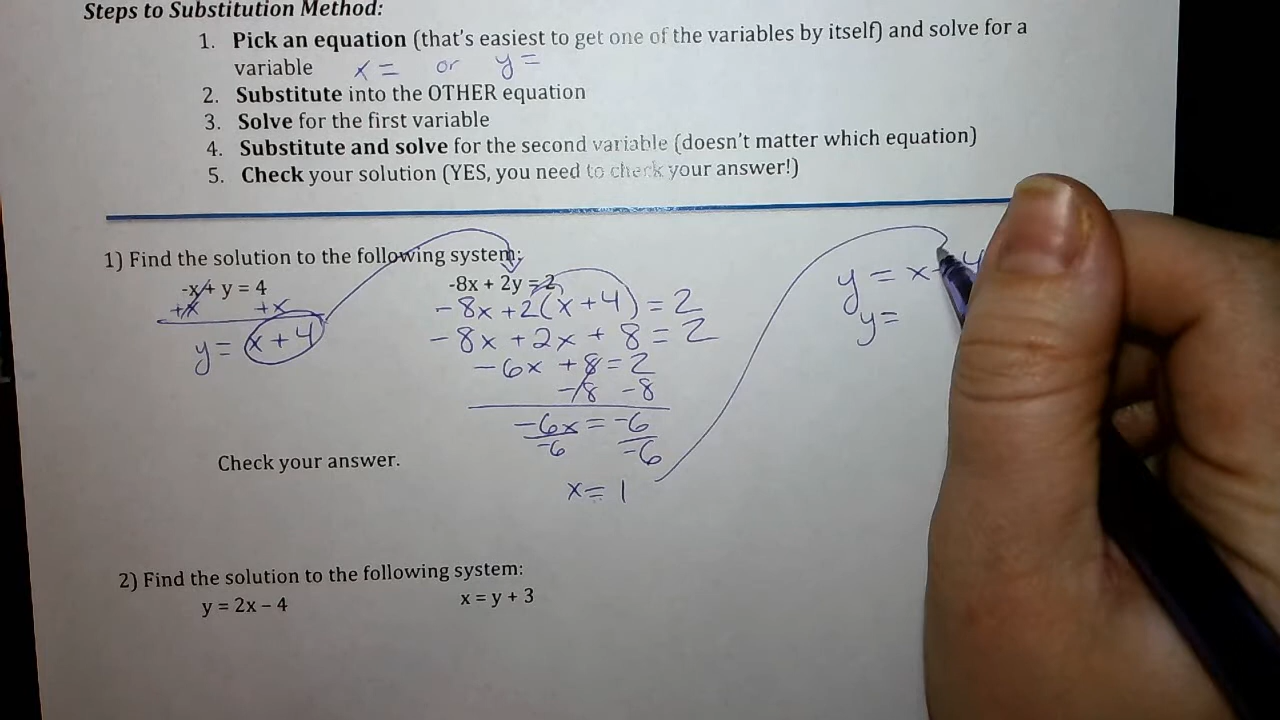 Steps to Substitution Method:
1. Pick an equation (that's easiest to get one of the variables by itself) and solve for a
variable x = or y =
2. Substitute into the OTHER equation
3. Solve for the first variable
4. Substitute and solve for the second variable (doesn't matter which equation)
5. Check your solution (YES, you need to check your answer!)
1) Find the solution to the following system:
-x + y = 4
+x +x
y = x + 4
-8x + 2y = 2
-8x + 2(x + 4) = 2
-8x + 2x + 8 = 2
-6x + 8 = 2
-8 -8
-6x = -6
-6 -6
x = 1
y = x + 4
y =
Check your answer.
2) Find the solution to the following system:
y = 2x – 4 x = y + 3